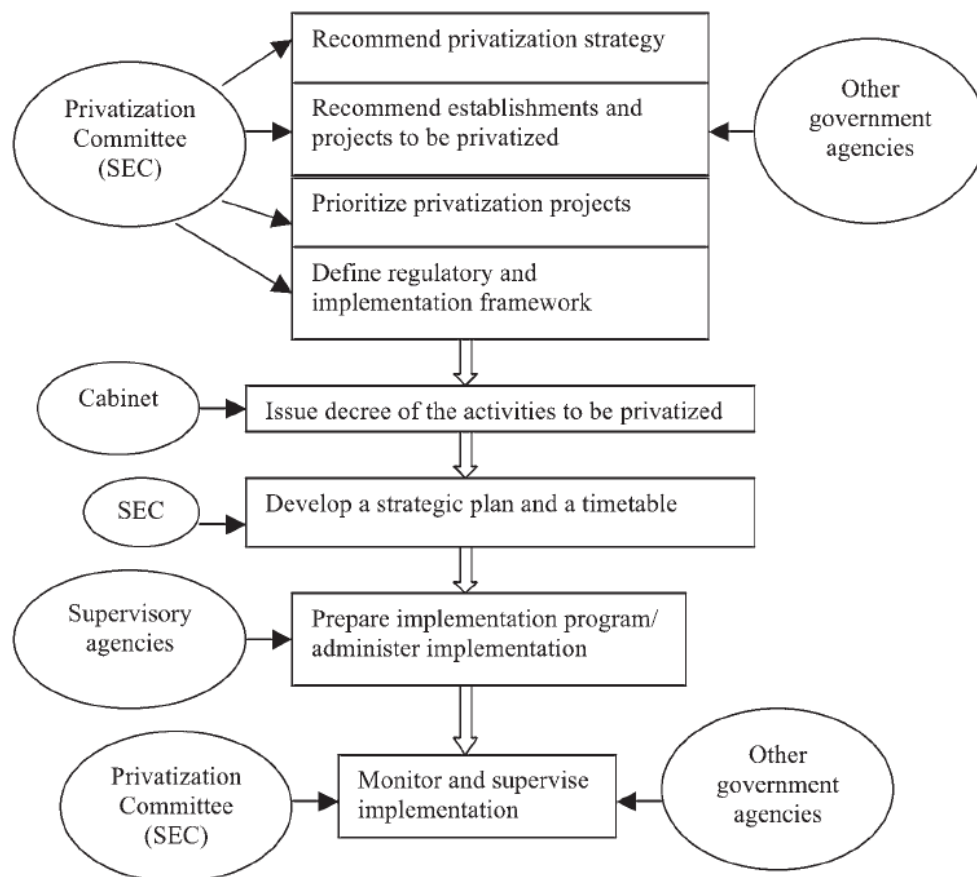 Recommend privatization strategy
Privatization
Committee
(SEC)
Recommend establishments and
projects to be privatized
Other
government
agencies
Prioritize privatization projects
Define regulatory and
implementation framework
Cabinet
Issue decree of the activities to be privatized
SEC
Develop a strategic plan and a timetable
Supervisory
agencies
Prepare implementation program/
administer implementation
Privatization
Committee
(SEC)
Monitor and supervise
implementation
Other
government
agencies